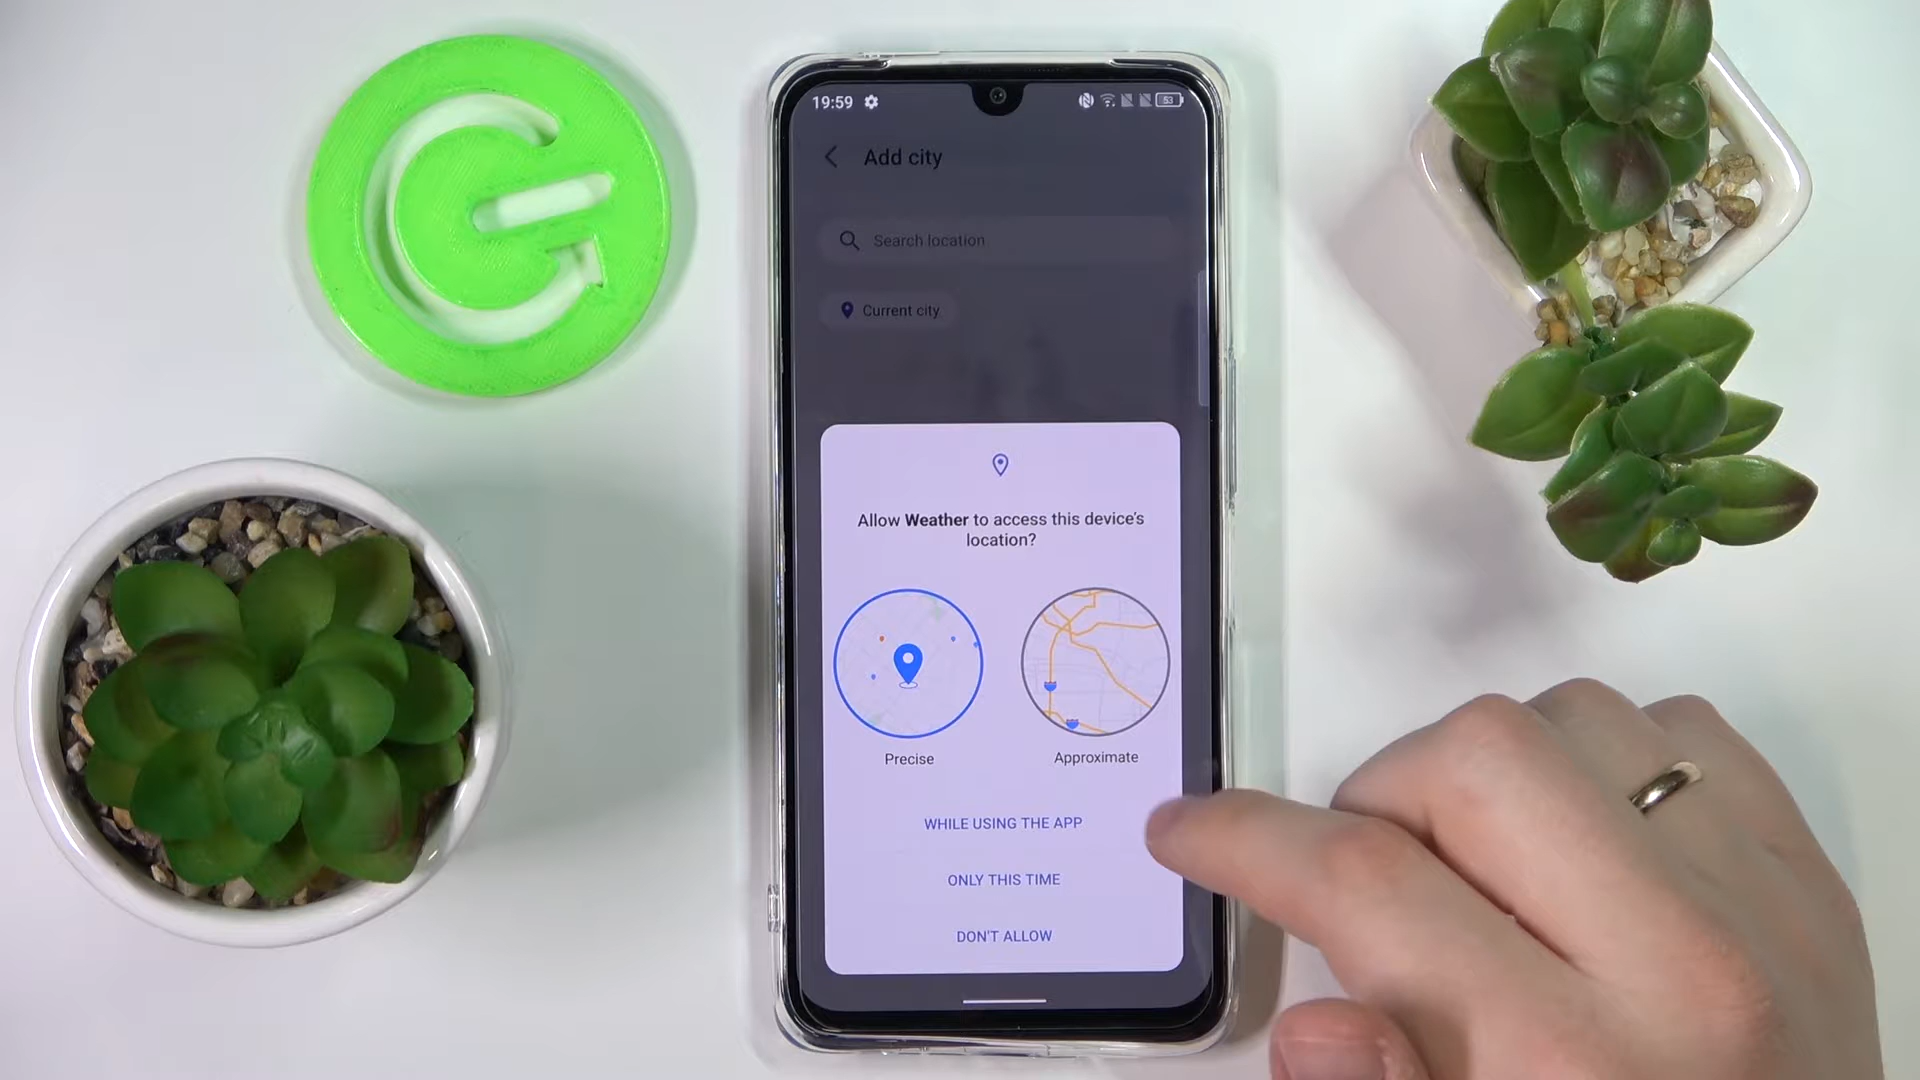 19:59
53
Add city
Search location
Current city
Allow Weather to access this device's
location?
Precise
Approximate
WHILE USING THE APP
ONLY THIS TIME
DON'T ALLOW